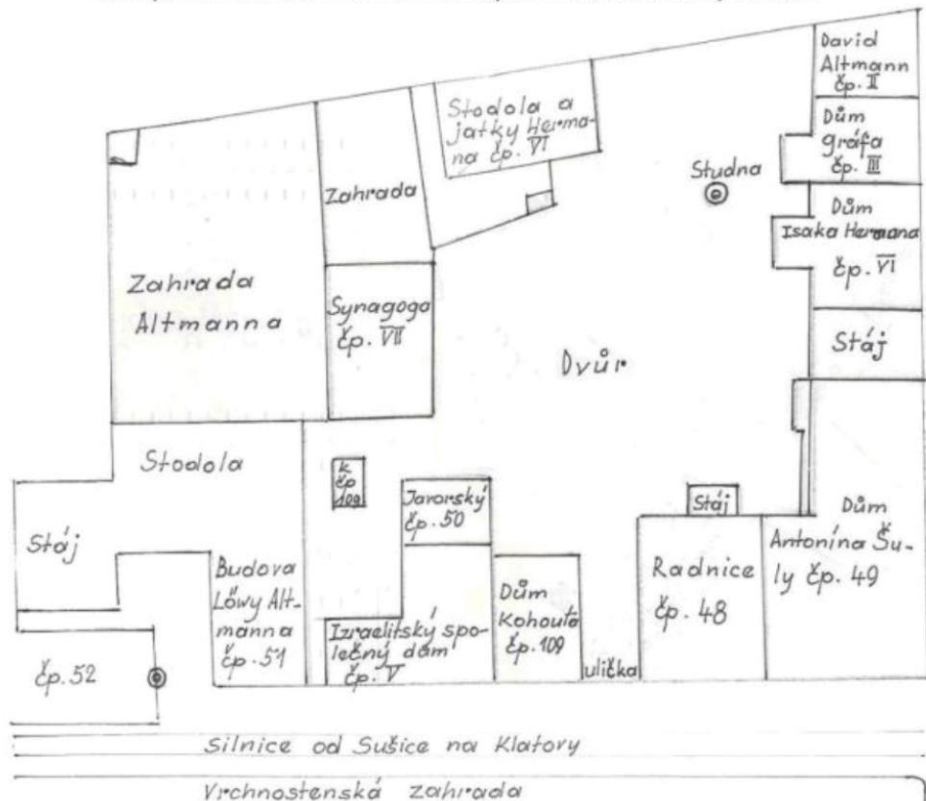 David
Altmann
čp. II
Dům
gráfa
čp. III
Stodola a
jatky Herma-
na čp. VI
Studna
Zahrada
Dům
Isaka Hermana
čp. VI
Zahrada
Altmanna
Synagoga
čp. VII
Stáj
Dvůr
Stodola
k
čp
109
Javorský
čp. 50
Stáj
Stáj
Dům
Antonína Šu-
ly čp. 49
Budova
Löwy Alt-
manna
čp. 51
Izraelitský spo-
lečný dům
čp. V
Dům
Kohouta
čp. 109
Radnice
čp. 48
ulička
čp. 52
Silnice od Sušice na Klatovy
Vrchnostenská zahrada